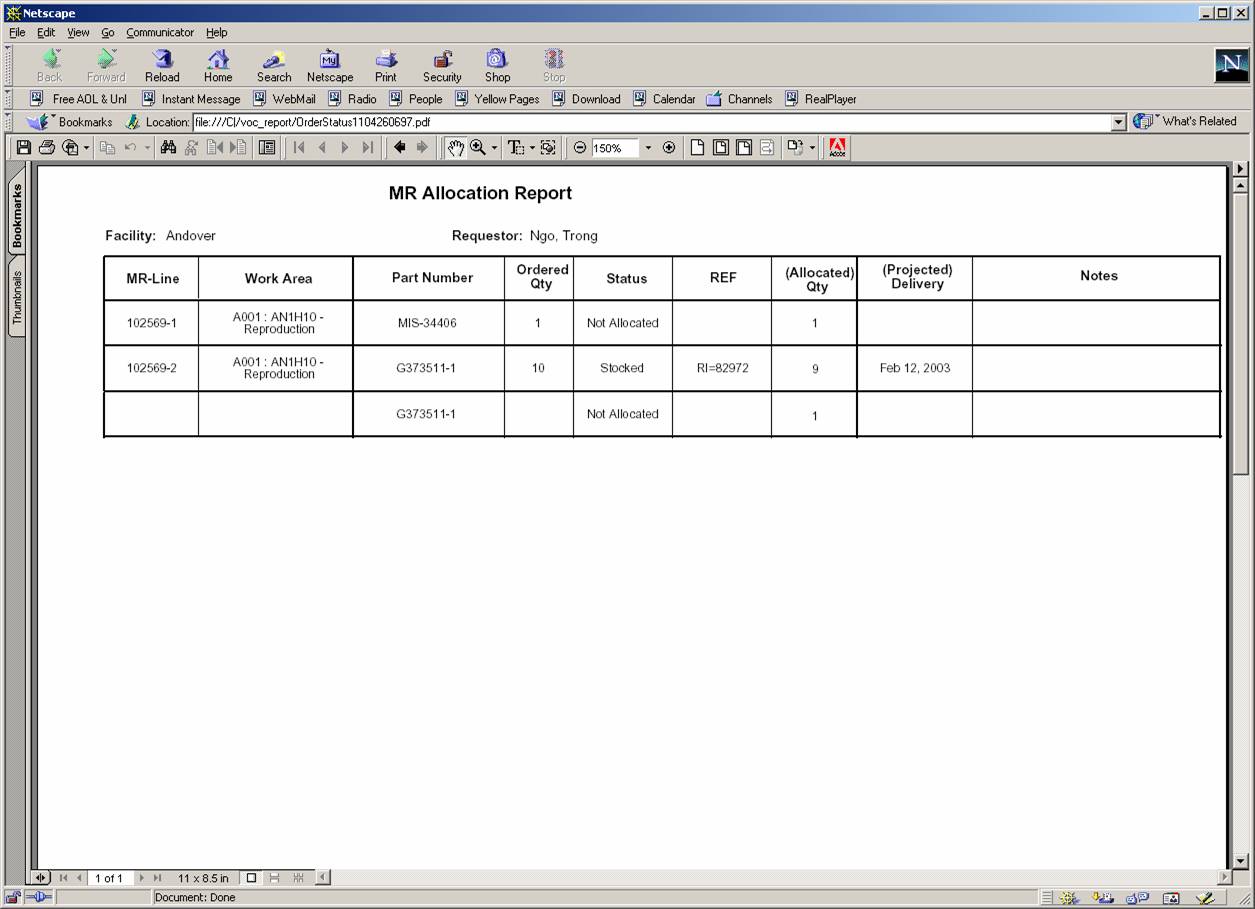 Netscape
File Edit View Go Communicator Help
Back Forward Reload Home Search Netscape Print Security Shop Stop
My
N
Free AOL & Unl Instant Message WebMail Radio People Yellow Pages Download Calendar Channels RealPlayer
Bookmarks Location: file:///C|/voc_report/OrderStatus1104260697.pdf What's Related
150%
Adobe
Bookmarks
Thumbnails
MR Allocation Report
Facility: Andover Requestor: Ngo, Trong
MR-Line Work Area Part Number Ordered Qty Status REF (Allocated) Qty (Projected) Delivery Notes
102569-1 A001 : AN1H10 - Reproduction MIS-34406 1 Not Allocated 1
102569-2 A001 : AN1H10 - Reproduction G373511-1 10 Stocked RI=82972 9 Feb 12, 2003
G373511-1 Not Allocated 1
1 of 1 11 x 8.5 in
Document: Done